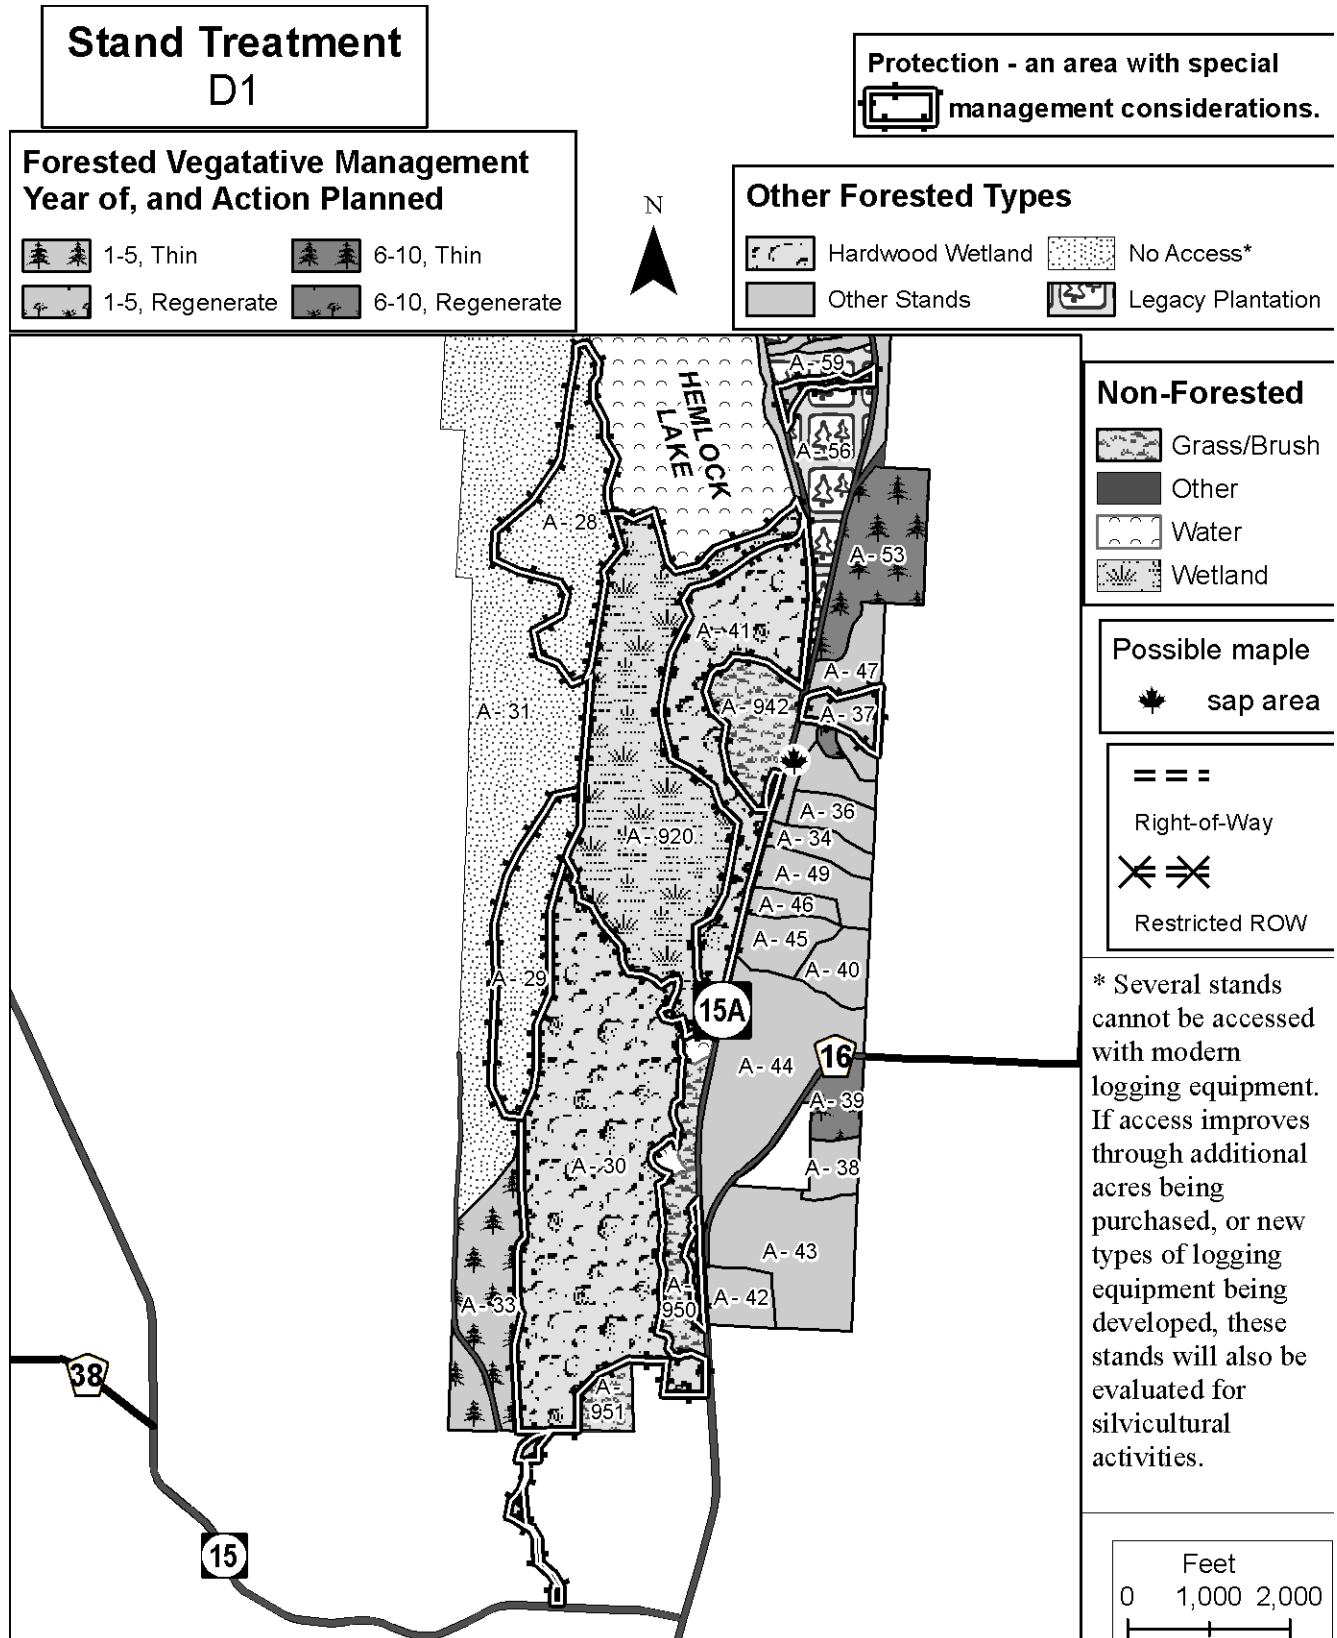 Stand Treatment
D1
Protection - an area with special
management considerations.
Forested Vegatative Management
Year of, and Action Planned
1-5, Thin
6-10, Thin
1-5, Regenerate
6-10, Regenerate
N
Other Forested Types
Hardwood Wetland
No Access*
Other Stands
Legacy Plantation
Non-Forested
Grass/Brush
Other
Water
Wetland
Possible maple
sap area
Right-of-Way
Restricted ROW
* Several stands
cannot be accessed
with modern
logging equipment.
If access improves
through additional
acres being
purchased, or new
types of logging
equipment being
developed, these
stands will also be
evaluated for
silvicultural
activities.
Feet
0 1,000 2,000
HEMLOCK
LAKE
A - 59
A - 56
A - 28
A - 53
A - 41
A - 47
A - 31
A - 942
A - 37
A - 36
A - 920
A - 34
A - 49
A - 46
A - 45
A - 40
A - 29
15A
16
A - 44
A - 39
A - 30
A - 38
A - 43
A - 33
A -
950
A - 42
38
A -
951
15